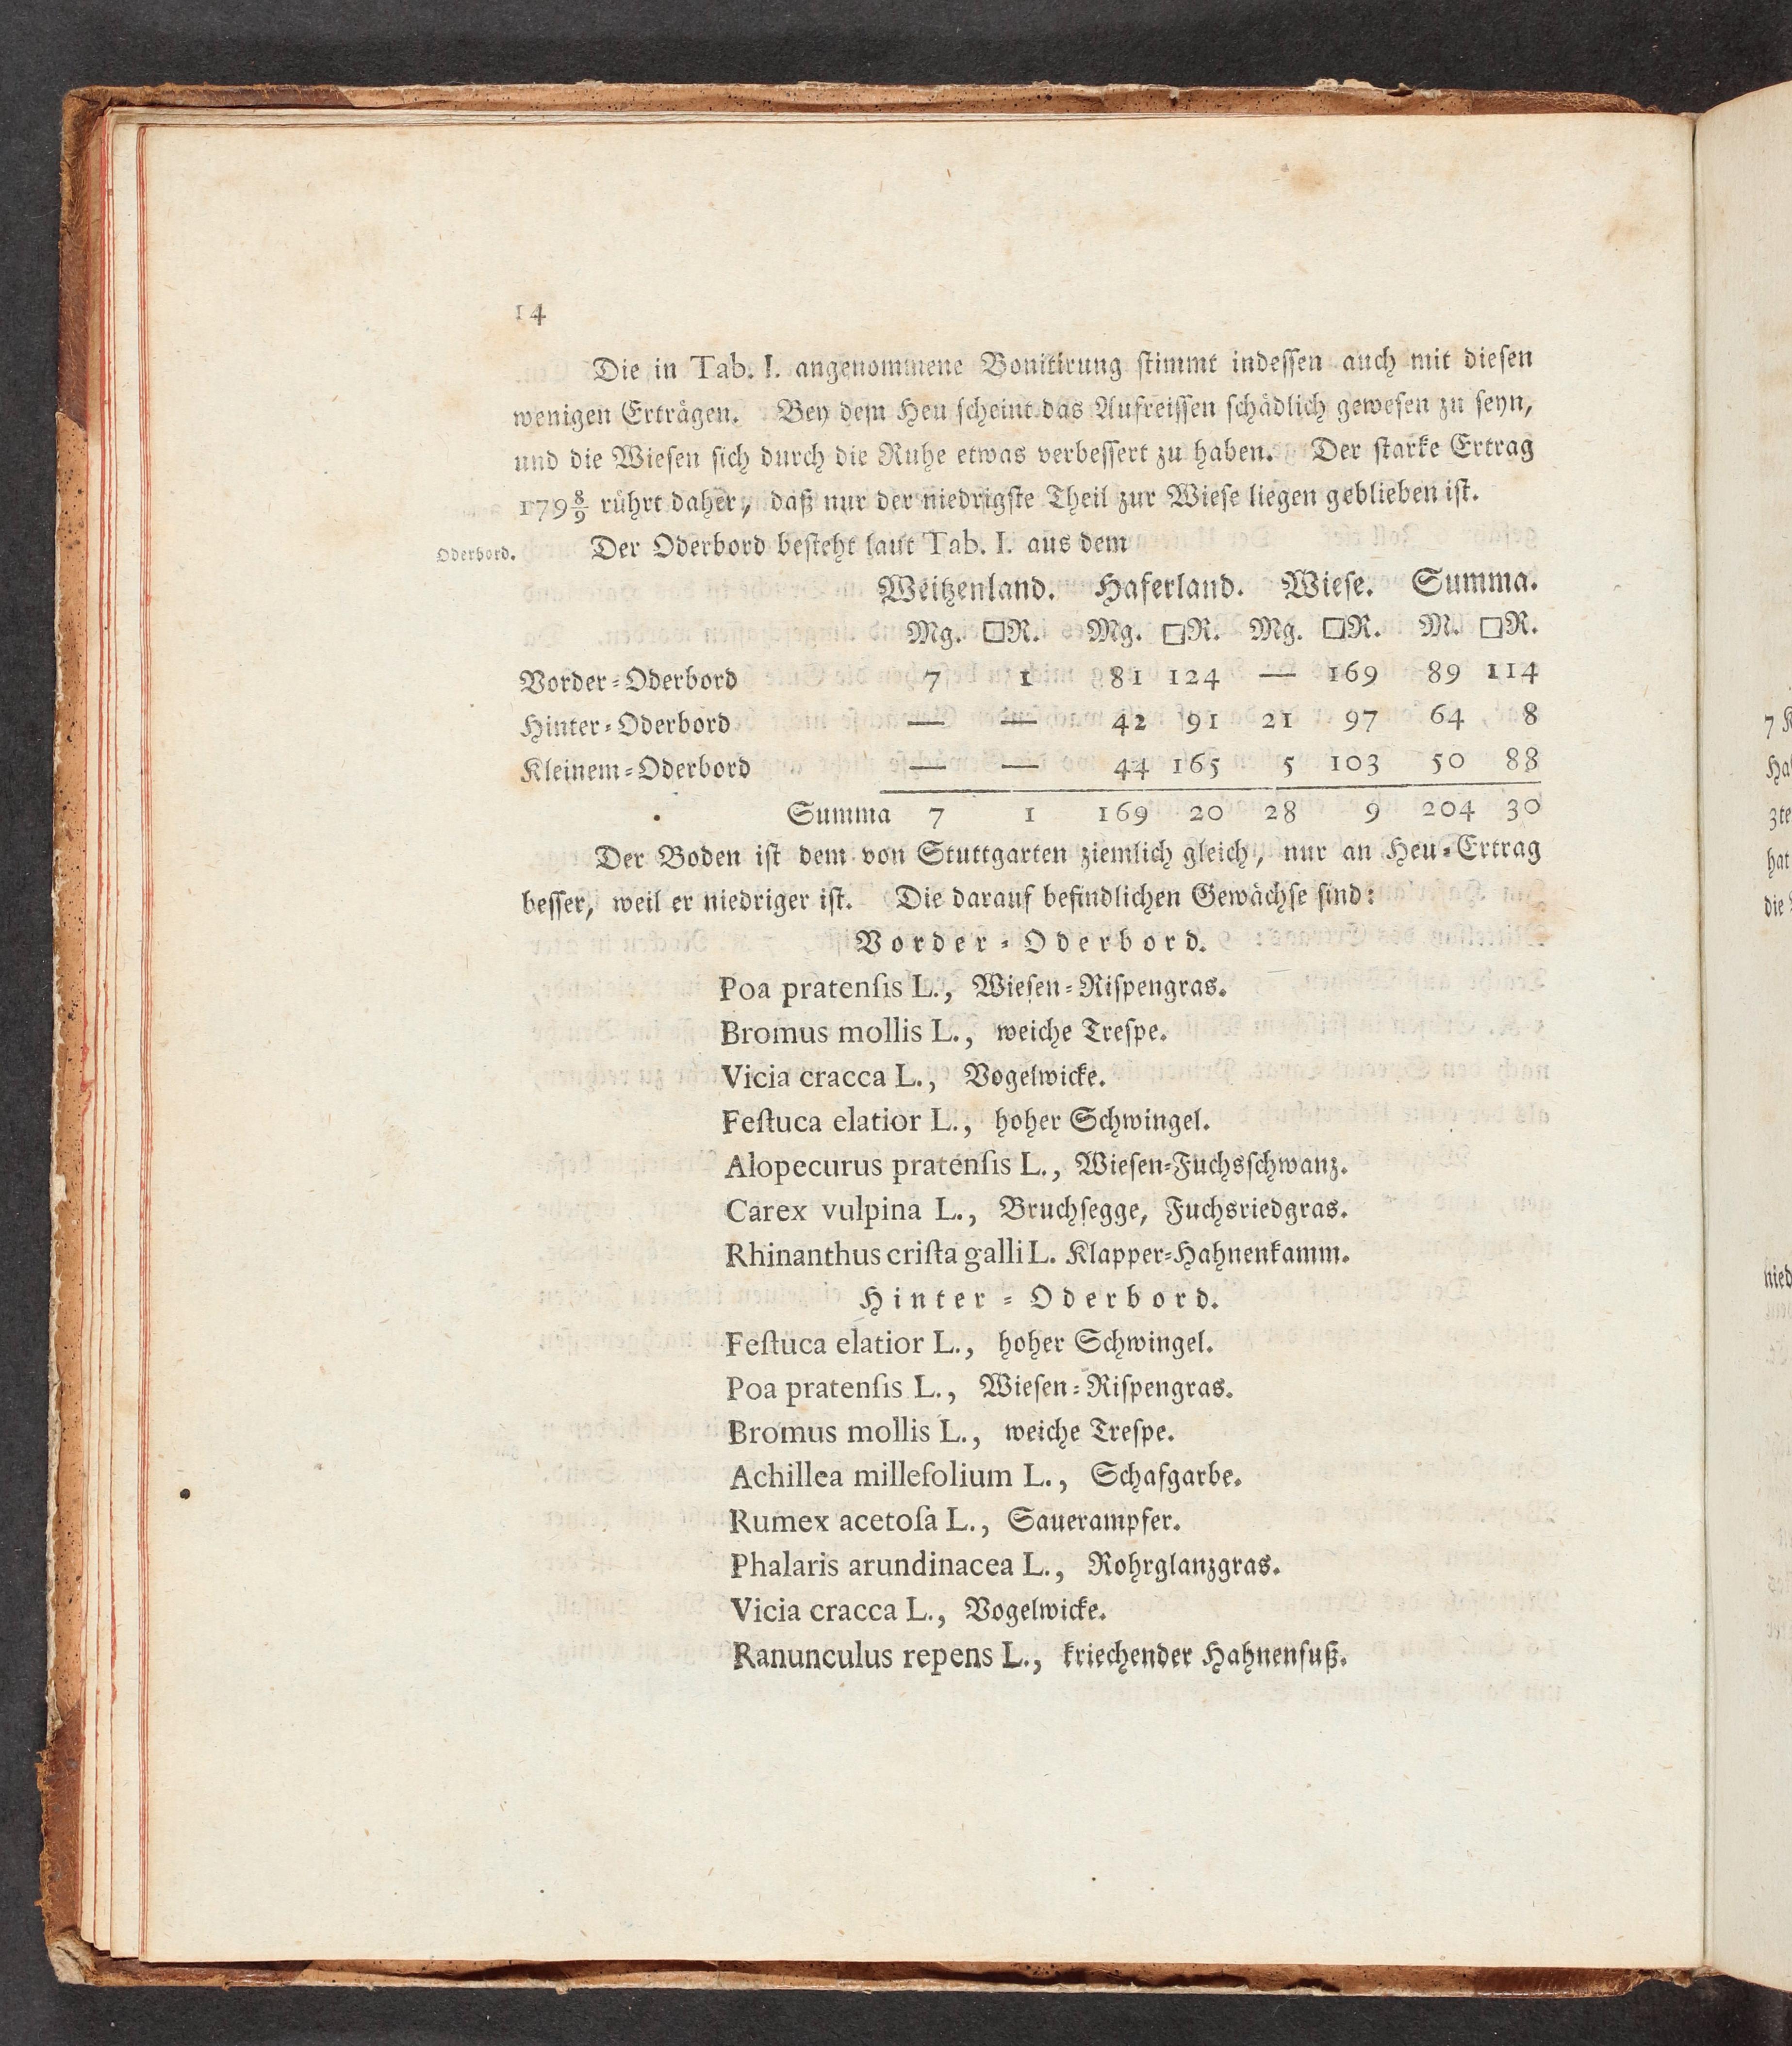 14
Die in Tab. I. angenommene Bonitirung stimmt indessen auch mit diesen
wenigen Erträgen. Bey dem Heu scheint das Aufreissen schädlich gewesen zu seyn,
und die Wiesen sich durch die Ruhe etwas verbessert zu haben. Der starke Ertrag
179 8/9 rührt daher, daß nur der niedrigste Theil zur Wiese liegen geblieben ist.
Oderbord. Der Oderbord besteht laut Tab. I. aus dem
Weitzenland. Haferland. Wiese. Summa.
Mg. □R. Mg. □R. Mg. □R. M. □R.
Vorder-Oderbord 7 1 81 124 — 169 89 114
Hinter-Oderbord — — 42 91 21 97 64 8
Kleinem-Oderbord — — 44 165 5 103 50 88
Summa 7 1 169 20 28 9 204 30
Der Boden ist dem von Stuttgarten ziemlich gleich, nur an Heu-Ertrag
besser, weil er niedriger ist. Die darauf befindlichen Gewächse sind:
Vorder-Oderbord.
Poa pratenſis L., Wiesen-Rispengras.
Bromus mollis L., weiche Trespe.
Vicia cracca L., Vogelwicke.
Feſtuca elatior L., hoher Schwingel.
Alopecurus pratenſis L., Wiesen-Fuchsschwanz.
Carex vulpina L., Bruchsegge, Fuchsriedgras.
Rhinanthus criſta galli L. Klapper-Hahnenkamm.
Hinter-Oderbord.
Feſtuca elatior L., hoher Schwingel.
Poa pratenſis L., Wiesen-Rispengras.
Bromus mollis L., weiche Trespe.
Achillea millefolium L., Schafgarbe.
Rumex acetoſa L., Sauerampfer.
Phalaris arundinacea L., Rohrglanzgras.
Vicia cracca L., Vogelwicke.
Ranunculus repens L., kriechender Hahnenfuß.